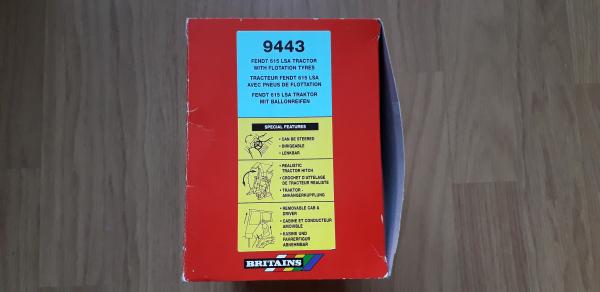 9443
FENDT 615 LSA TRACTOR
WITH FLOTATION TYRES
TRACTEUR FENDT 615 LSA
AVEC PNEUS DE FLOTTATION
FENDT 615 LSA TRAKTOR
MIT BALLONREIFEN
SPECIAL FEATURES
• CAN BE STEERED
• DIRIGEABLE
• LENKBAR
• REALISTIC
TRACTOR HITCH
• CROCHET D'ATTELAGE
DE TRACTEUR REALISTE
• TRAKTOR-
ANHÄNGERKUPPLUNG
• REMOVABLE CAB &
DRIVER
• CABINE ET CONDUCTEUR
AMOVIBLE
• KABINE UND
FAHRERFIGUR
ABNEHMBAR
BRITAINS